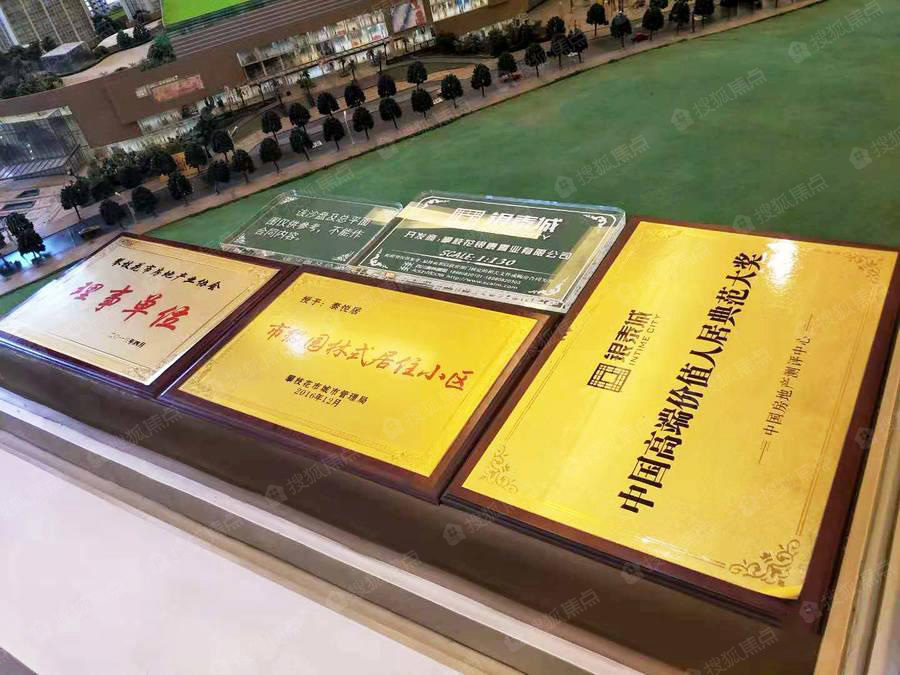 攀枝花市房地产业协会
理事单位
授予：泰悦居
市级园林式居住小区
攀枝花市城市管理局
2016年12月
该沙盘及总平面
图仅供参考，不能作
合同内容。
银泰城
开发商：攀枝花银泰置业有限公司
SCALE:1:130
银泰城
INTIME CITY
中国高端价值人居典范大奖
中国房地产测评中心
搜狐焦点